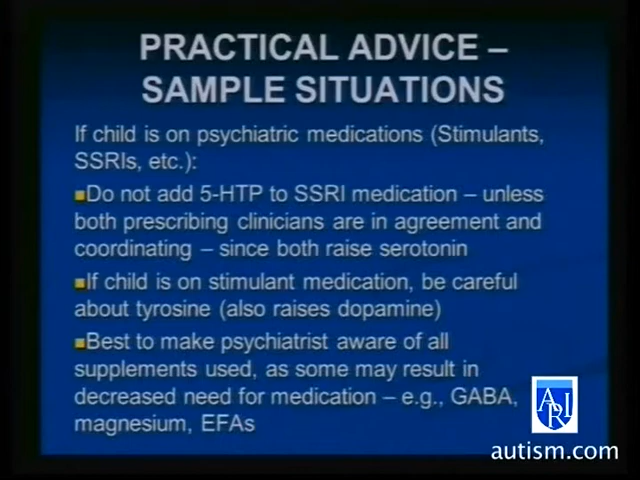 PRACTICAL ADVICE –
SAMPLE SITUATIONS
If child is on psychiatric medications (Stimulants,
SSRIs, etc.):
Do not add 5-HTP to SSRI medication – unless
both prescribing clinicians are in agreement and
coordinating – since both raise serotonin
If child is on stimulant medication, be careful
about tyrosine (also raises dopamine)
Best to make psychiatrist aware of all
supplements used, as some may result in
decreased need for medication – e.g., GABA,
magnesium, EFAs
ARI
autism.com